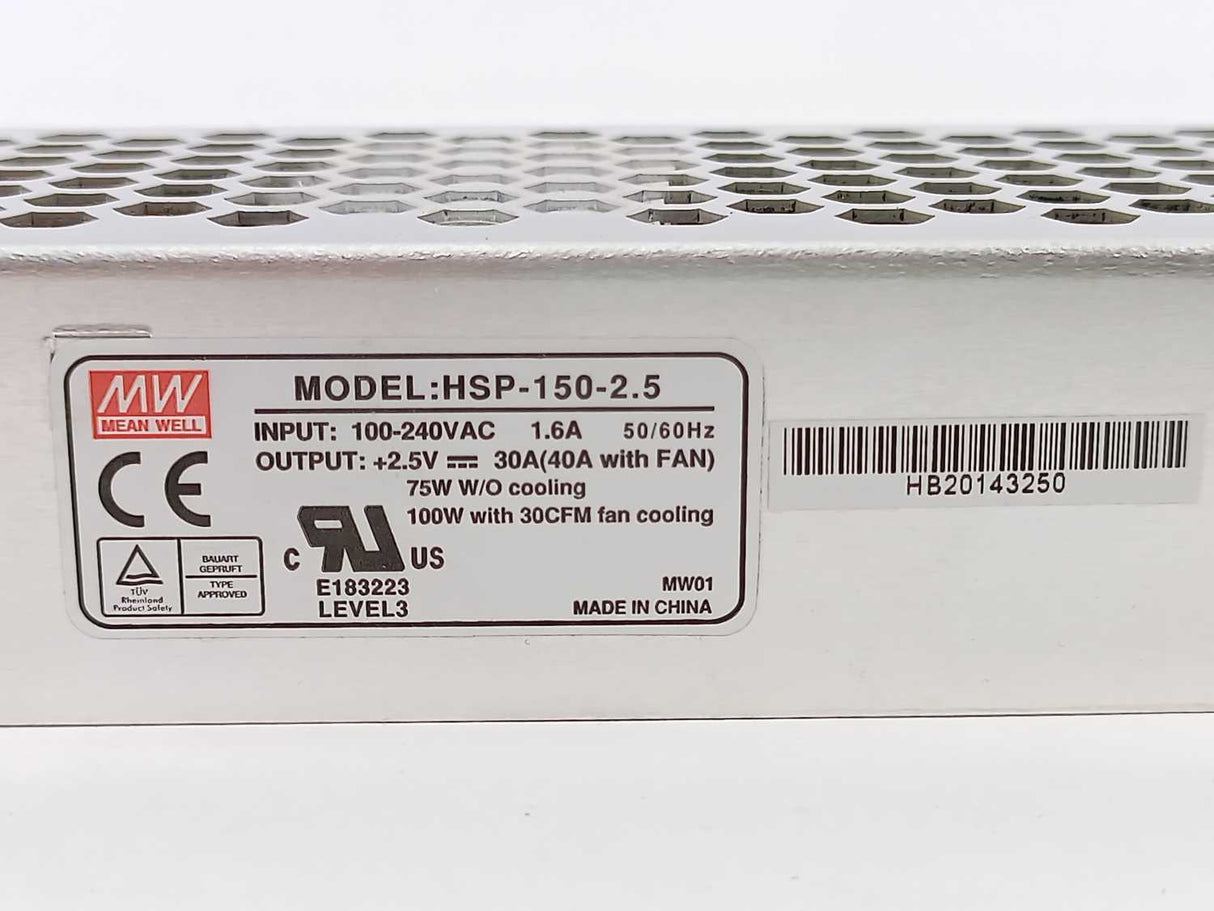 MW
MEAN WELL
MODEL:HSP-150-2.5
INPUT: 100-240VAC 1.6A 50/60Hz
OUTPUT: +2.5V ⎓ 30A(40A with FAN)
75W W/O cooling
100W with 30CFM fan cooling
CE
TÜV
Rheinland
Product Safety
BAUART
GEPRUFT
TYPE
APPROVED
C RU US
E183223
LEVEL3
MW01
MADE IN CHINA
HB20143250